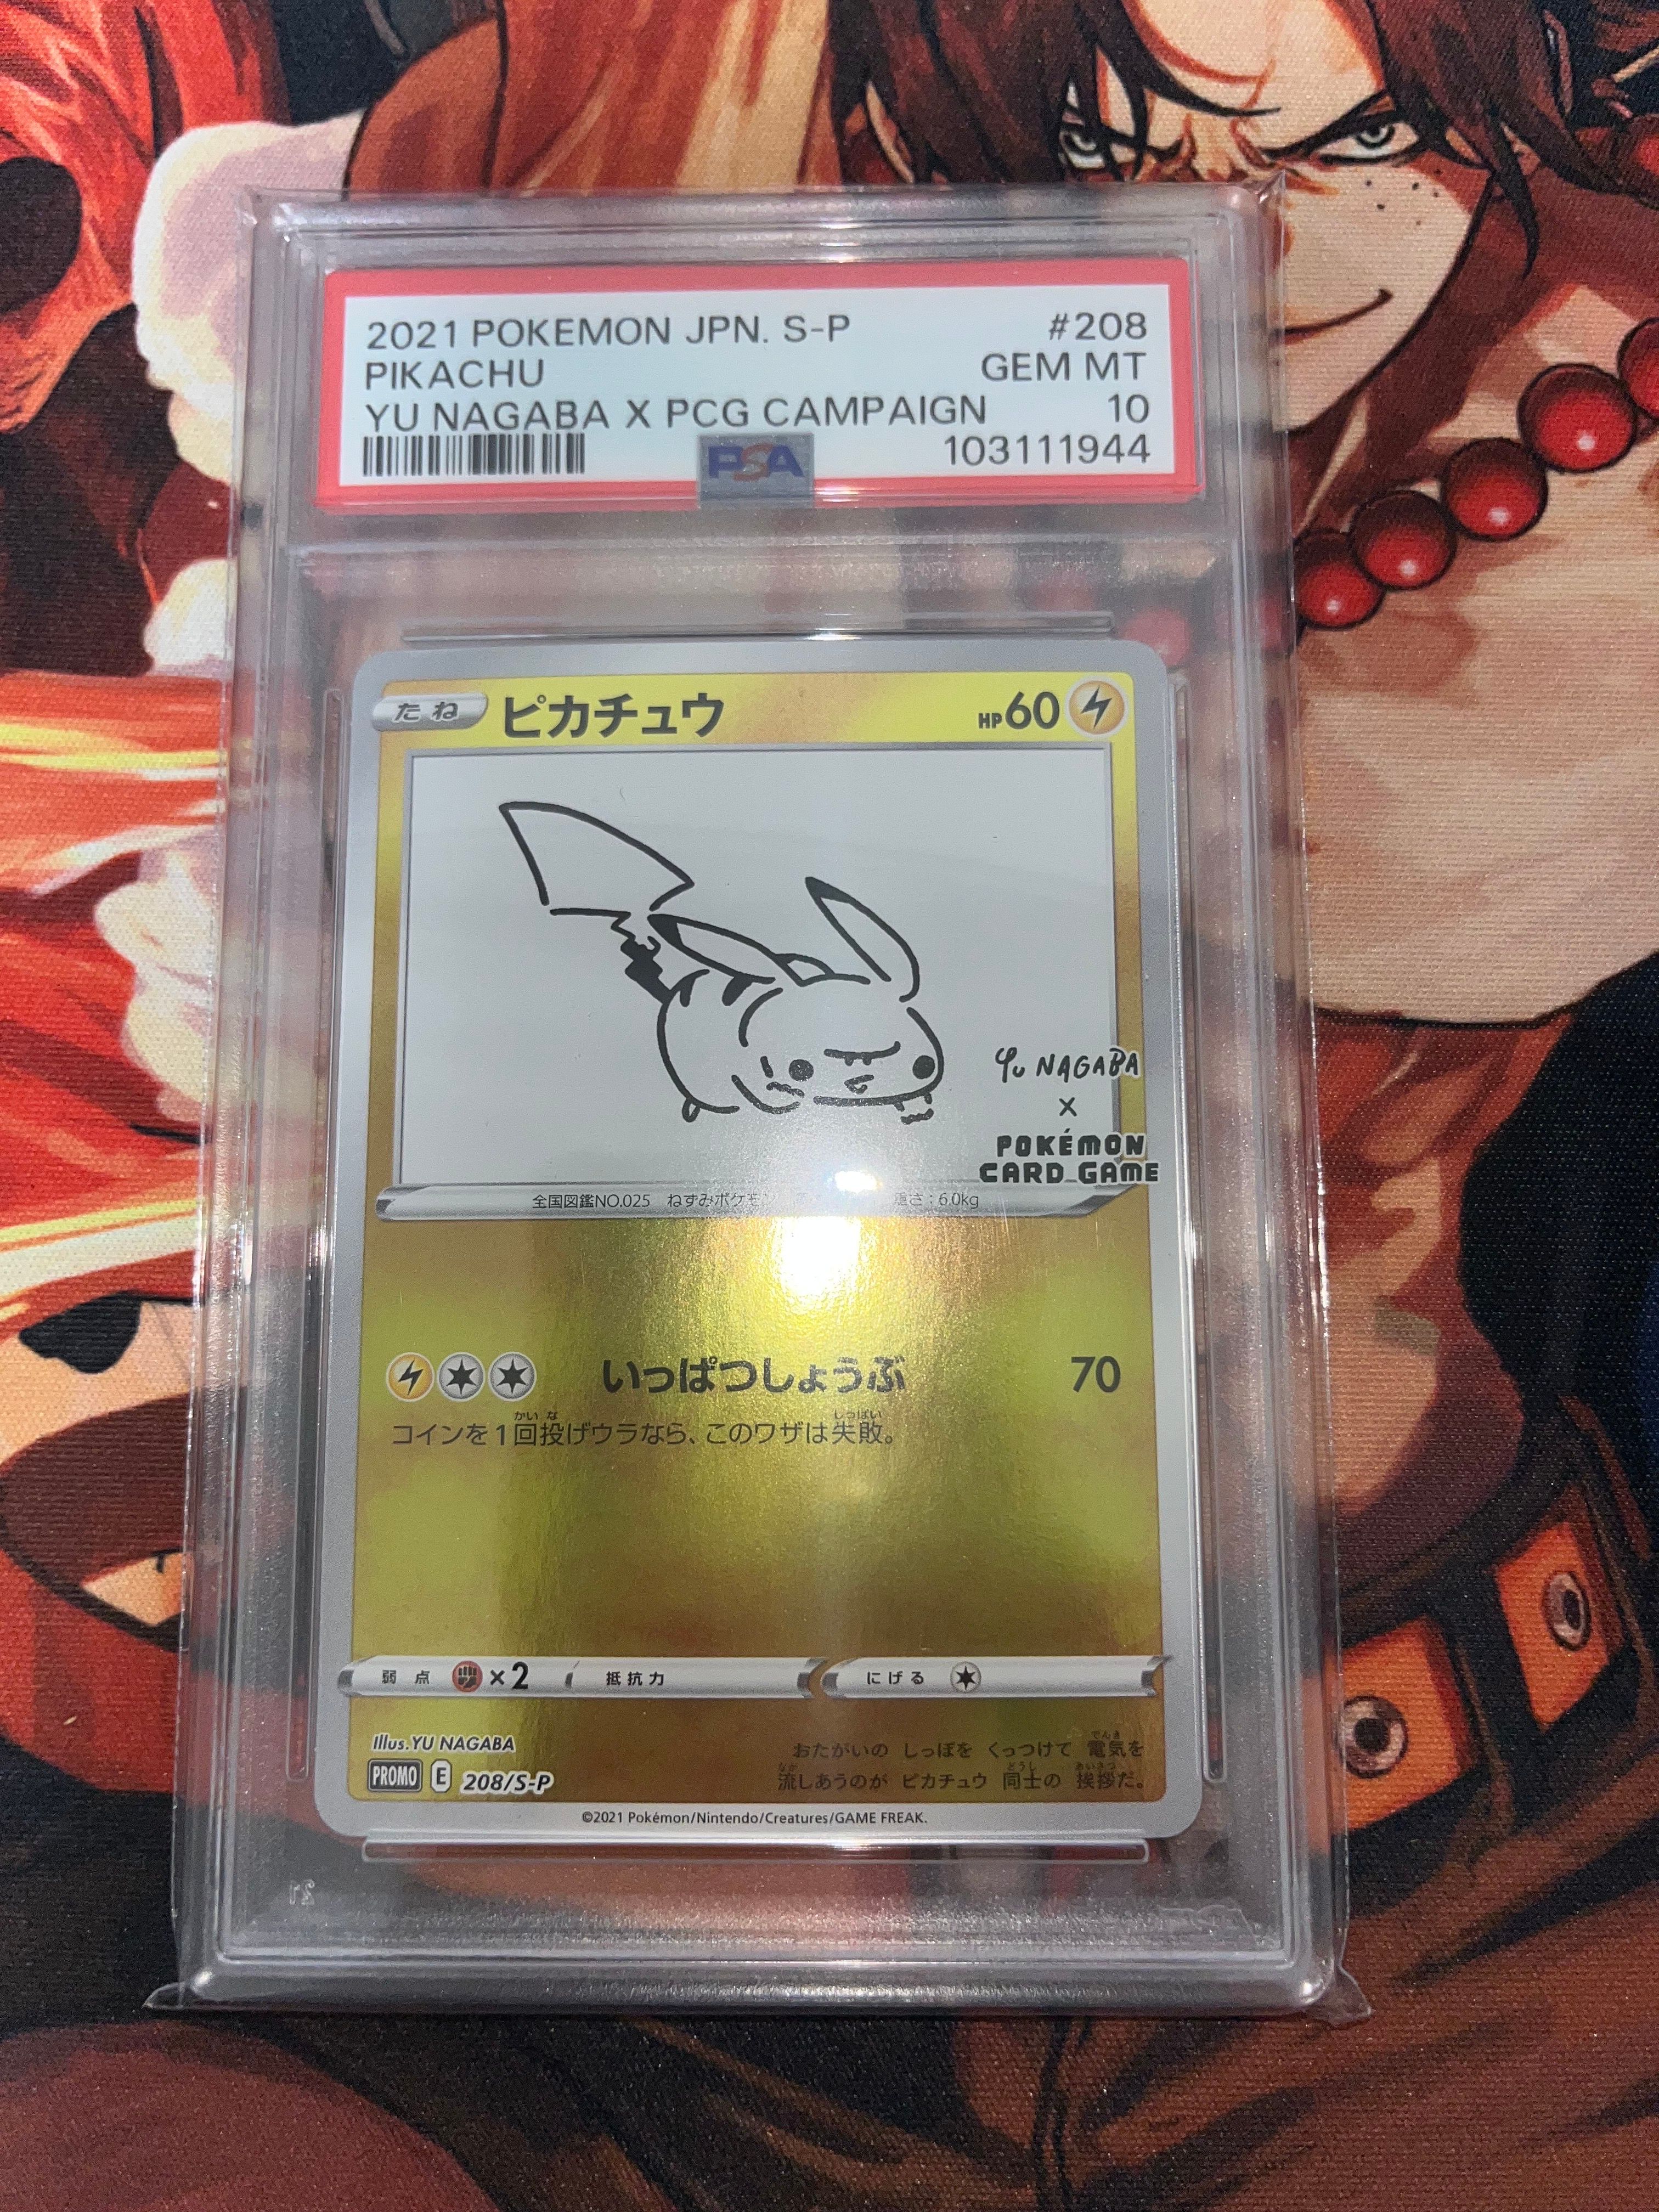 2021 POKEMON JPN. S-P #208
PIKACHU GEM MT
YU NAGABA X PCG CAMPAIGN 10
PSA 103111944
たね ピカチュウ HP60
YU NAGABA
×
POKÉMON
CARD GAME
全国図鑑NO.025 ねずみポケモン 重さ:6.0kg
いっぱつしょうぶ 70
コインを1回投げウラなら、このワザは失敗。
弱点 ×2 抵抗力 にげる
Illus.YU NAGABA
PROMO E 208/S-P
おたがいの しっぽを くっつけて 電気を
流しあうのが ピカチュウ 同士の 挨拶だ。
©2021 Pokémon/Nintendo/Creatures/GAME FREAK.